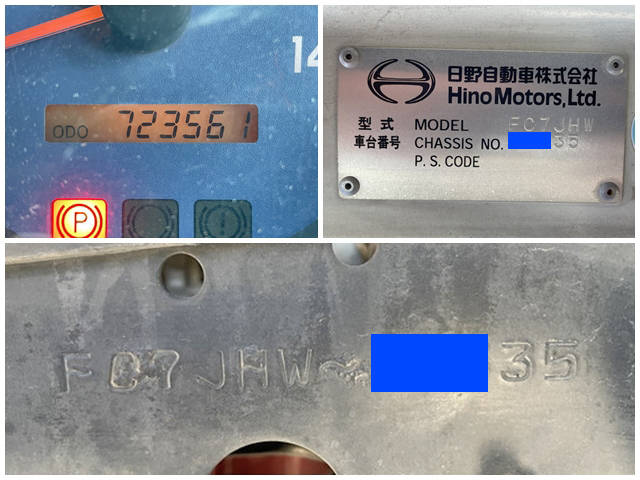 14
ODO 723561
P
日野自動車株式会社
Hino Motors, Ltd.
型式 MODEL FC7JHW
車台番号 CHASSIS NO. 35
P.S.CODE
FC7JHW~ 35